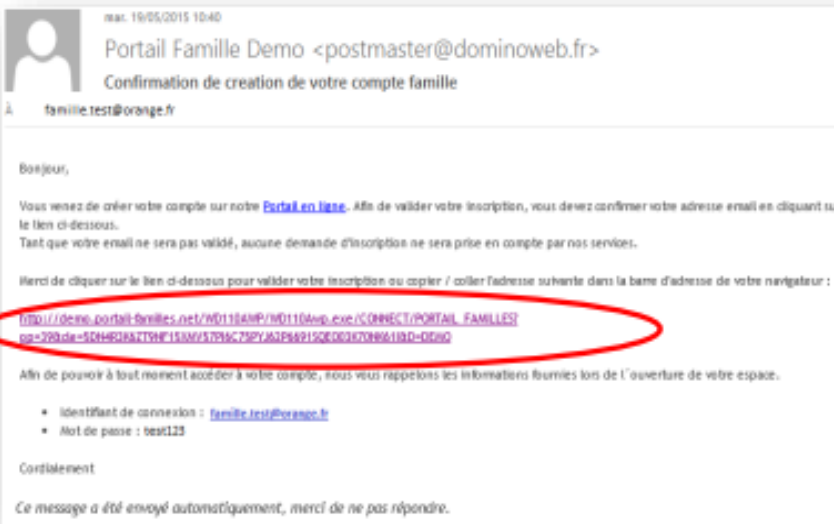 mar. 19/05/2015 10:40
Portail Famille Demo <postmaster@dominoweb.fr>
Confirmation de creation de votre compte famille
À famille.test@orange.fr
Bonjour,
Vous venez de créer votre compte sur notre Portail en ligne. Afin de valider votre inscription, vous devez confirmer votre adresse email en cliquant su
le lien ci-dessous.
Tant que votre email ne sera pas validé, aucune demande d'inscription ne sera prise en compte par nos services.
Merci de cliquer sur le lien ci-dessous pour valider votre inscription ou copier / coller l'adresse suivante dans la barre d'adresse de votre navigateur :
http://demo.portail-familles.net/WD110AWP/WD110Awp.exe/CONNECT/PORTAIL_FAMILLES?
Afin de pouvoir à tout moment accéder à votre compte, nous vous rappelons les informations fournies lors de l'ouverture de votre espace.
• Identifiant de connexion : famille.test@orange.fr
• Mot de passe : test123
Cordialement
Ce message a été envoyé automatiquement, merci de ne pas répondre.